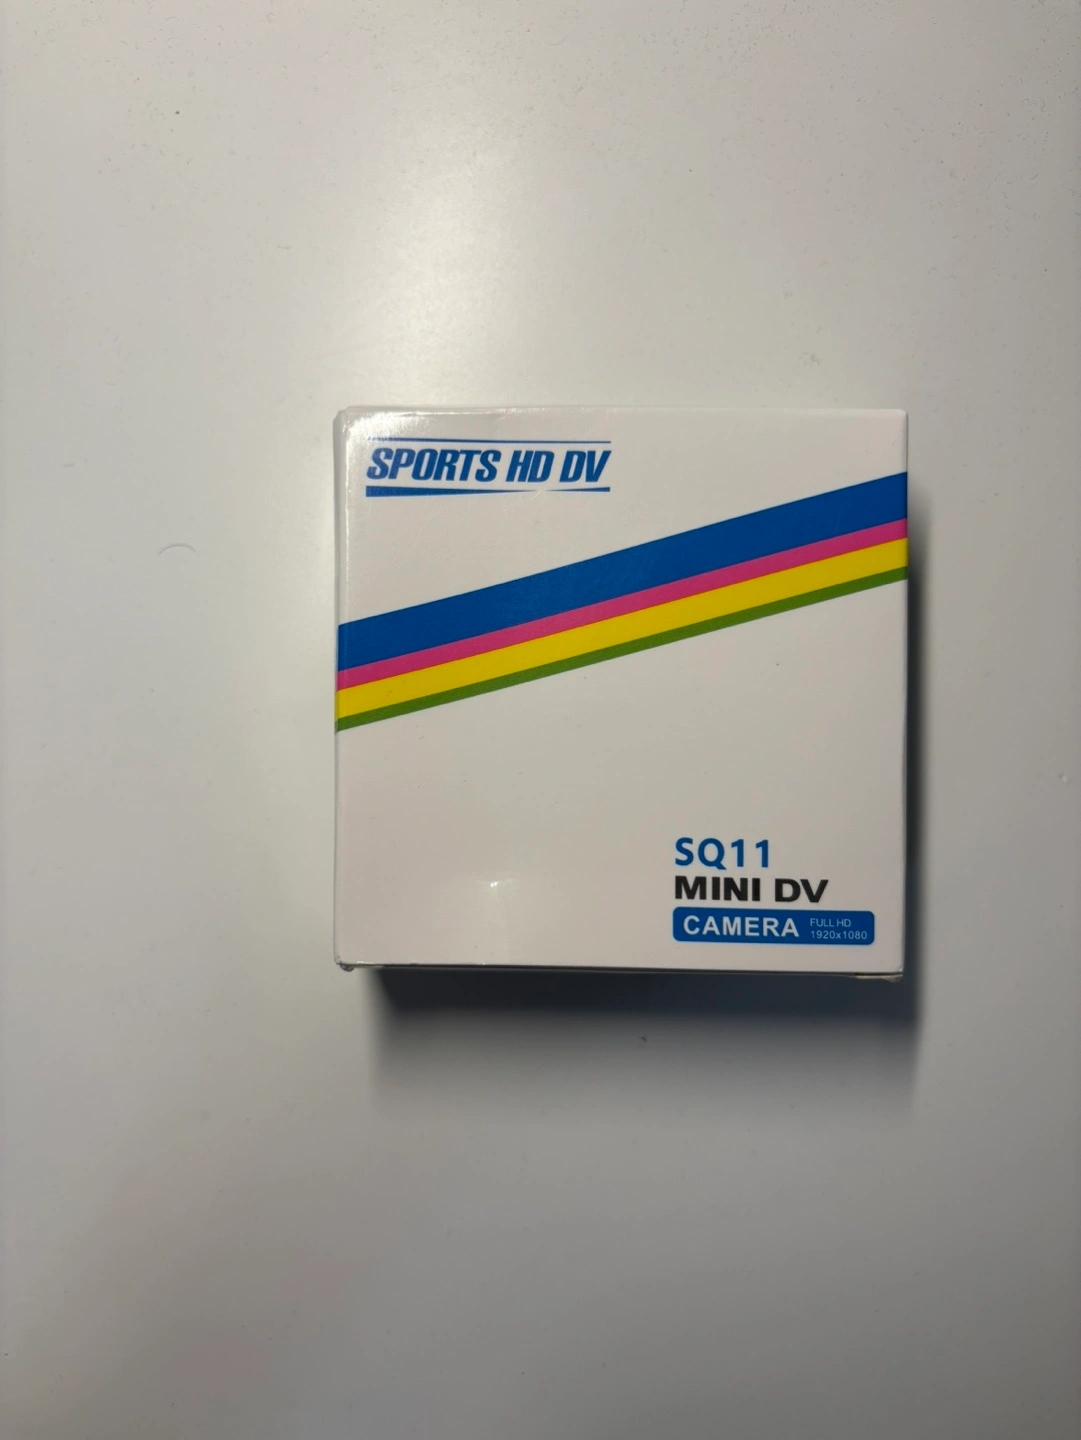 SPORTS HD DV
SQ11
MINI DV
CAMERA
FULL HD
1920x1080